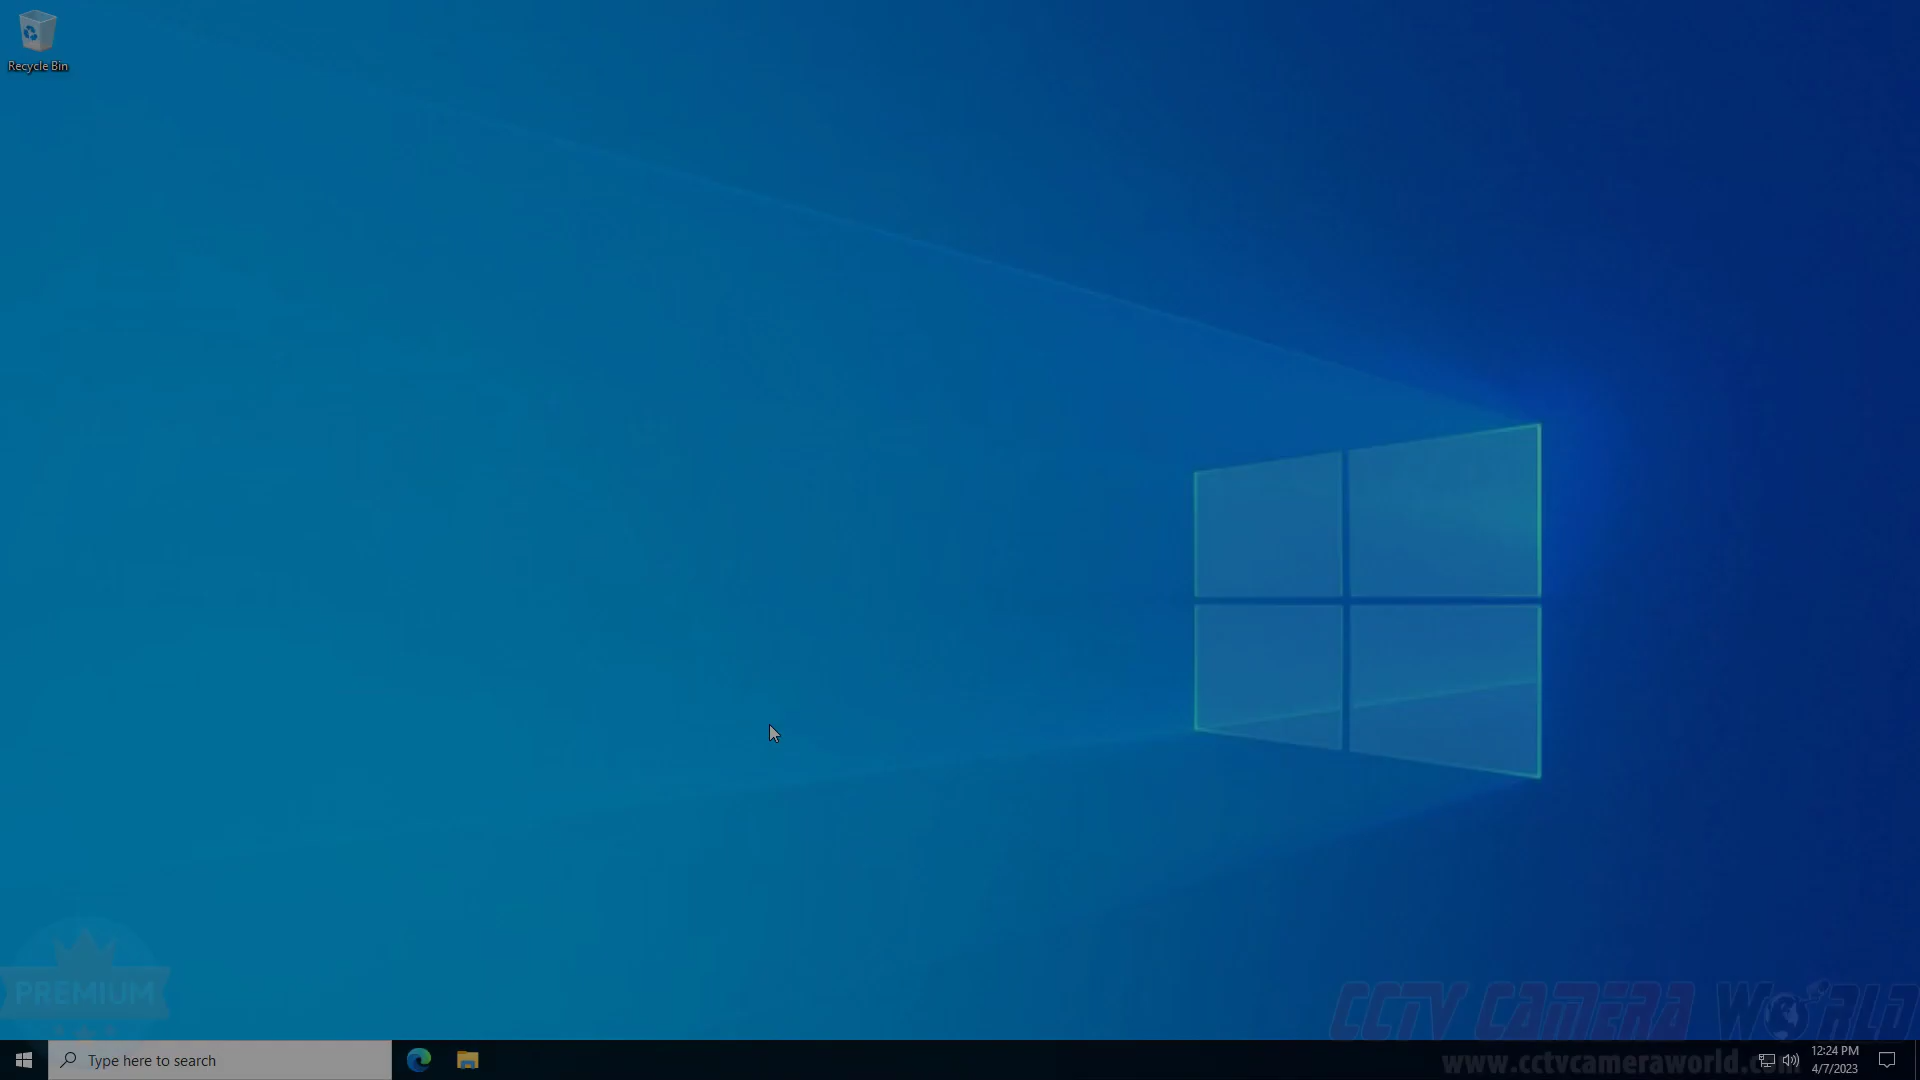 Recycle Bin
PREMIUM
CCTV CAMERA WORLD
Type here to search
www.cctvcameraworld.com
12:24 PM
4/7/2023